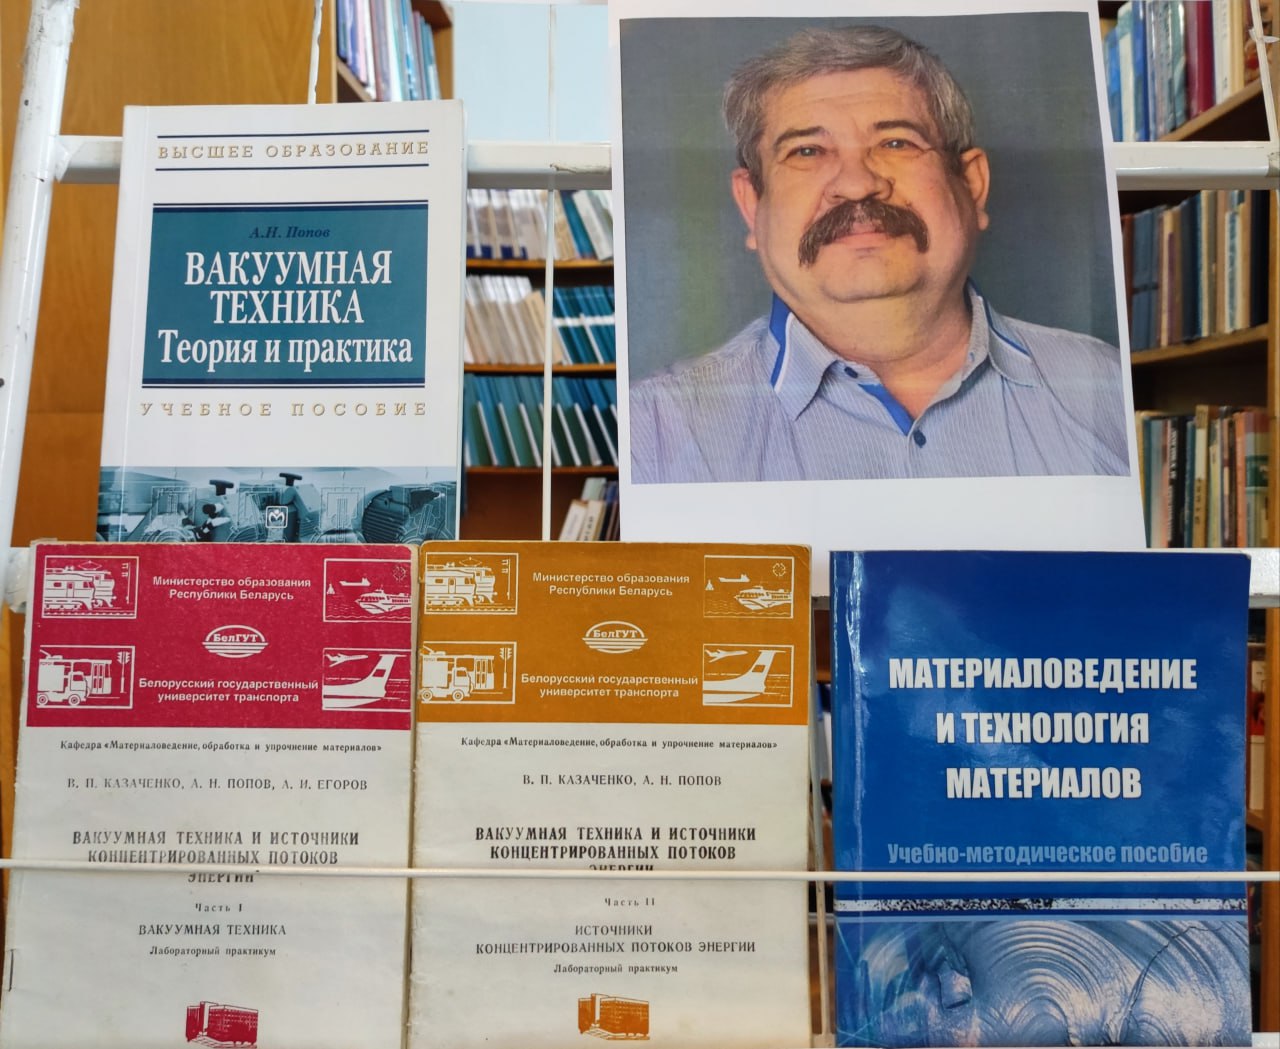 ВЫСШЕЕ ОБРАЗОВАНИЕ
А.Н. Попов
ВАКУУМНАЯ
ТЕХНИКА
Теория и практика
УЧЕБНОЕ ПОСОБИЕ
Министерство образования
Республики Беларусь
БелГУТ
Белорусский государственный
университет транспорта
Кафедра «Материаловедение, обработка и упрочнение материалов»
В. П. КАЗАЧЕНКО, А. Н. ПОПОВ, А. И. ЕГОРОВ
ВАКУУМНАЯ ТЕХНИКА И ИСТОЧНИКИ
КОНЦЕНТРИРОВАННЫХ ПОТОКОВ
ЭНЕРГИИ
Часть I
ВАКУУМНАЯ ТЕХНИКА
Лабораторный практикум
Министерство образования
Республики Беларусь
БелГУТ
Белорусский государственный
университет транспорта
Кафедра «Материаловедение, обработка и упрочнение материалов»
В. П. КАЗАЧЕНКО, А. Н. ПОПОВ
ВАКУУМНАЯ ТЕХНИКА И ИСТОЧНИКИ
КОНЦЕНТРИРОВАННЫХ ПОТОКОВ
ЭНЕРГИИ
Часть II
ИСТОЧНИКИ
КОНЦЕНТРИРОВАННЫХ ПОТОКОВ ЭНЕРГИИ
Лабораторный практикум
МАТЕРИАЛОВЕДЕНИЕ
И ТЕХНОЛОГИЯ
МАТЕРИАЛОВ
Учебно-методическое пособие